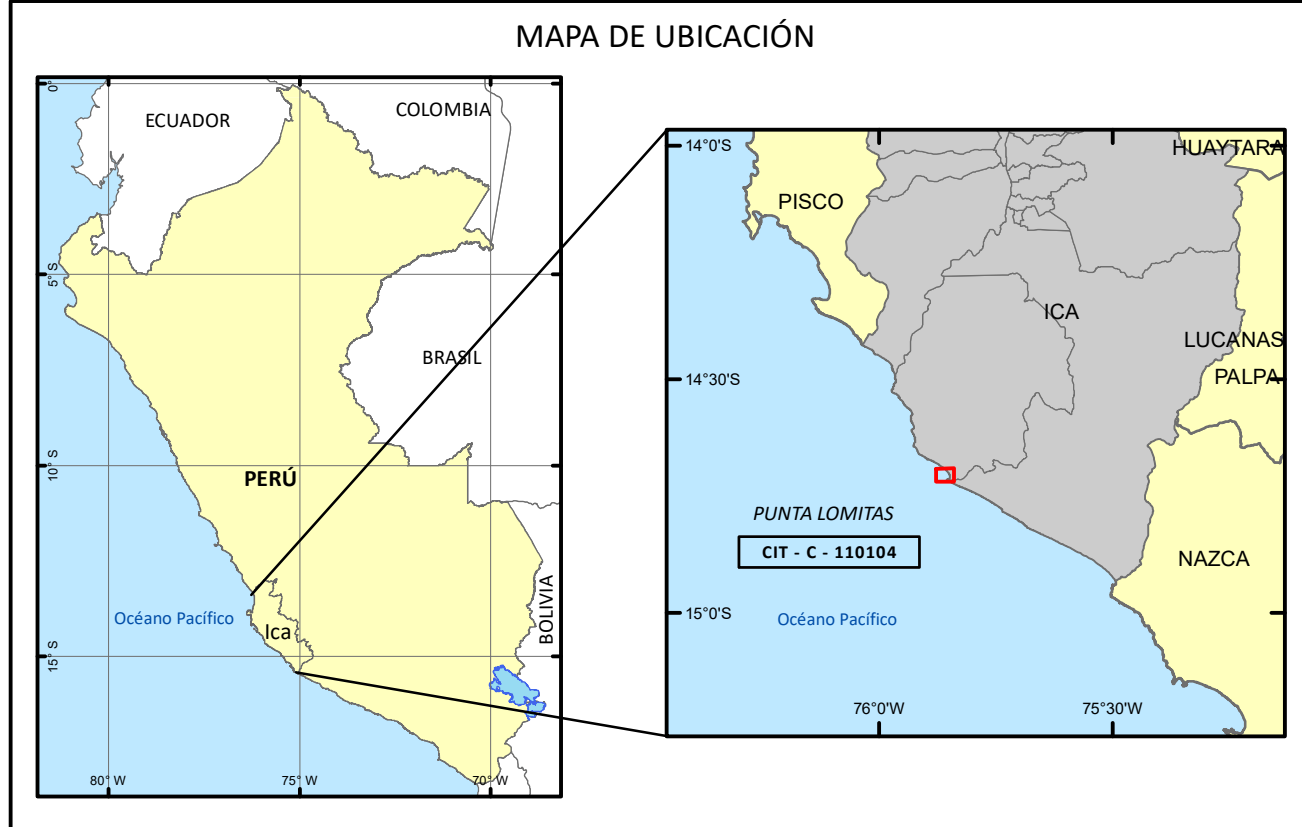 MAPA DE UBICACIÓN
0°
5°S
10°S
15°S
80° W
75° W
70° W
ECUADOR
COLOMBIA
BRASIL
PERÚ
Océano Pacífico
Ica
BOLIVIA
14°0'S
14°30'S
15°0'S
76°0'W
75°30'W
HUAYTARA
PISCO
ICA
LUCANAS
PALPA
PUNTA LOMITAS
CIT - C - 110104
NAZCA
Océano Pacífico